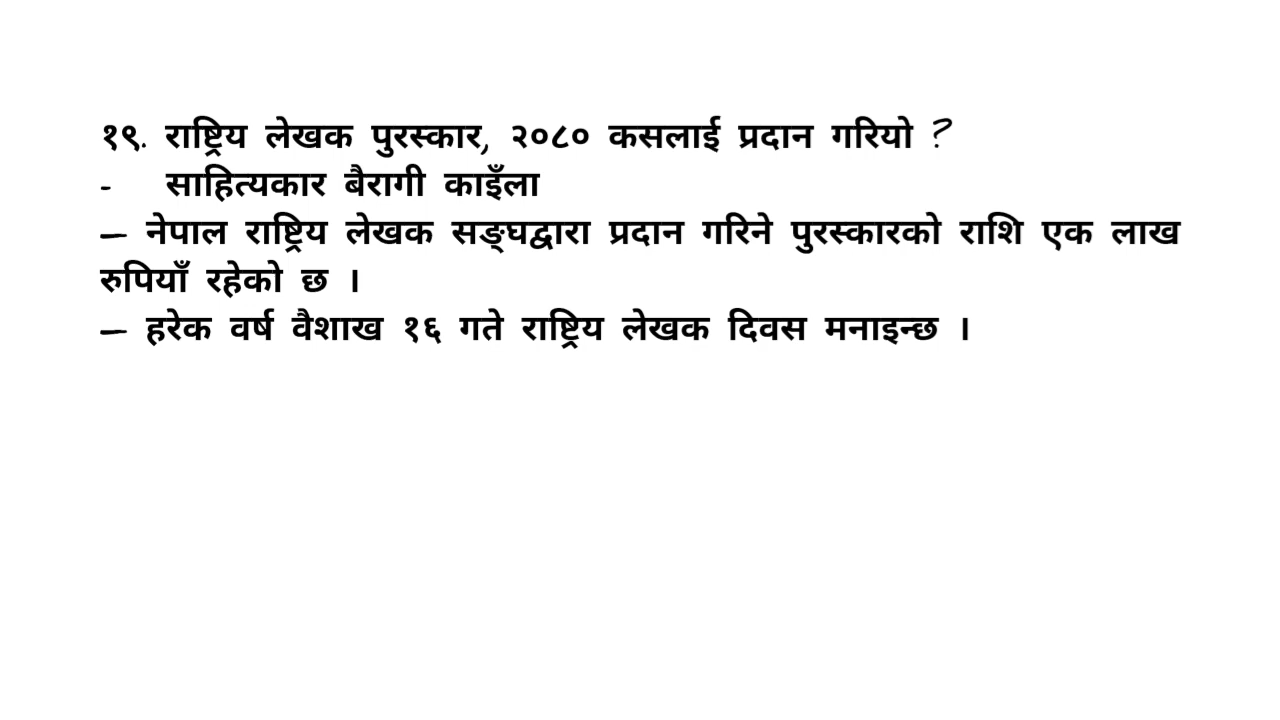 १९. राष्ट्रिय लेखक पुरस्कार, २०८० कसलाई प्रदान गरियो ?
- साहित्यकार बैरागी काइँला
— नेपाल राष्ट्रिय लेखक सङ्घद्वारा प्रदान गरिने पुरस्कारको राशि एक लाख
रुपियाँ रहेको छ ।
— हरेक वर्ष वैशाख १६ गते राष्ट्रिय लेखक दिवस मनाइन्छ ।